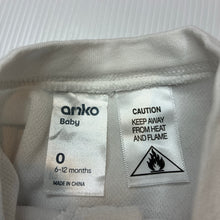 anko
Baby
0
6-12 months
MADE IN CHINA
CAUTION
KEEP AWAY
FROM HEAT
AND FLAME